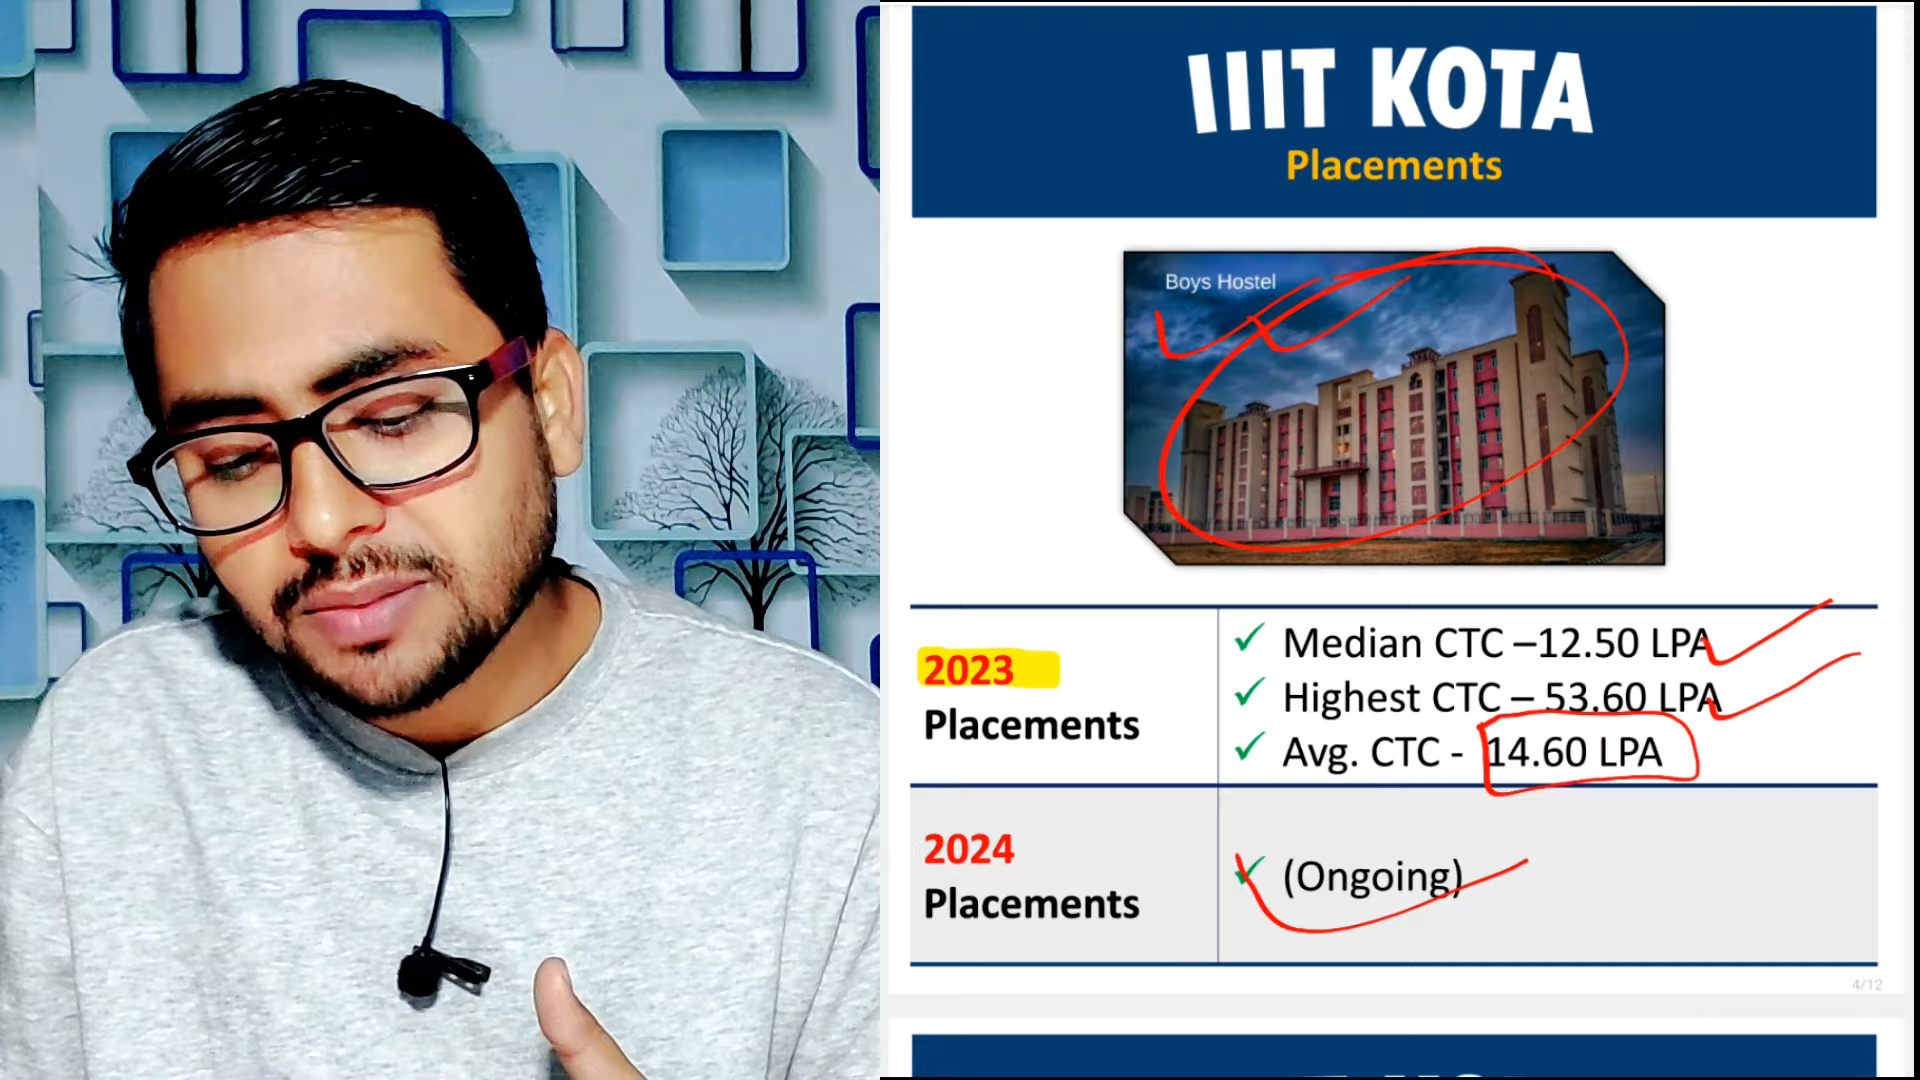 IIIT KOTA
Placements
Boys Hostel
2023
Placements
✓ Median CTC –12.50 LPA
✓ Highest CTC – 53.60 LPA
✓ Avg. CTC - 14.60 LPA
2024
Placements
✓ (Ongoing)
4/12